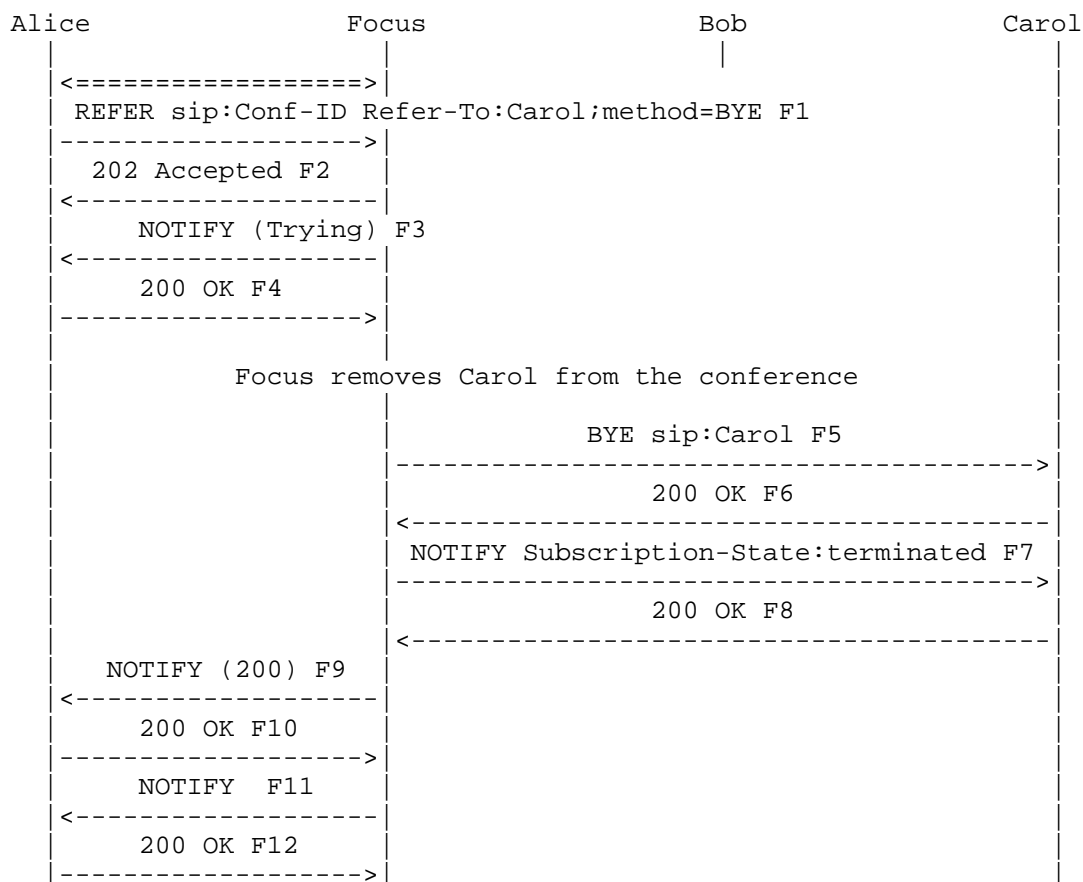 Alice Focus Bob Carol
REFER sip:Conf-ID Refer-To:Carol;method=BYE F1
202 Accepted F2
NOTIFY (Trying) F3
200 OK F4
Focus removes Carol from the conference
BYE sip:Carol F5
200 OK F6
NOTIFY Subscription-State:terminated F7
200 OK F8
NOTIFY (200) F9
200 OK F10
NOTIFY F11
200 OK F12